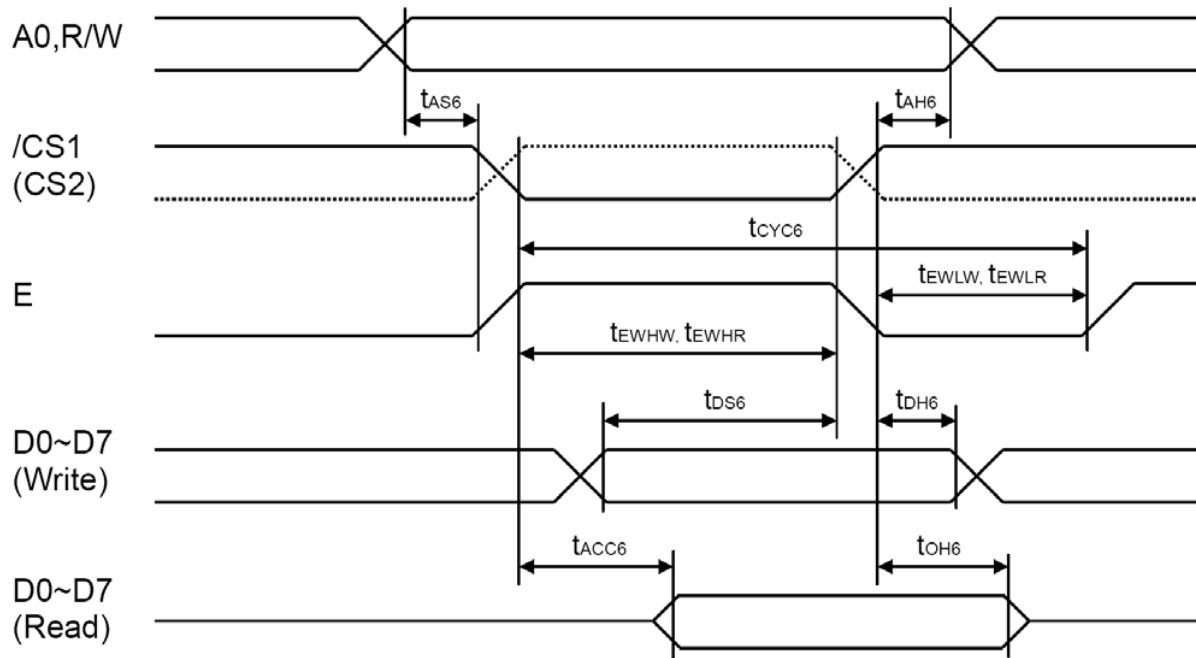 A0,R/W
tAS6
tAH6
/CS1
(CS2)
tCYC6
E
tEWLW, tEWLR
tEWHW, tEWHR
tDS6
tDH6
D0~D7
(Write)
tACC6
tOH6
D0~D7
(Read)